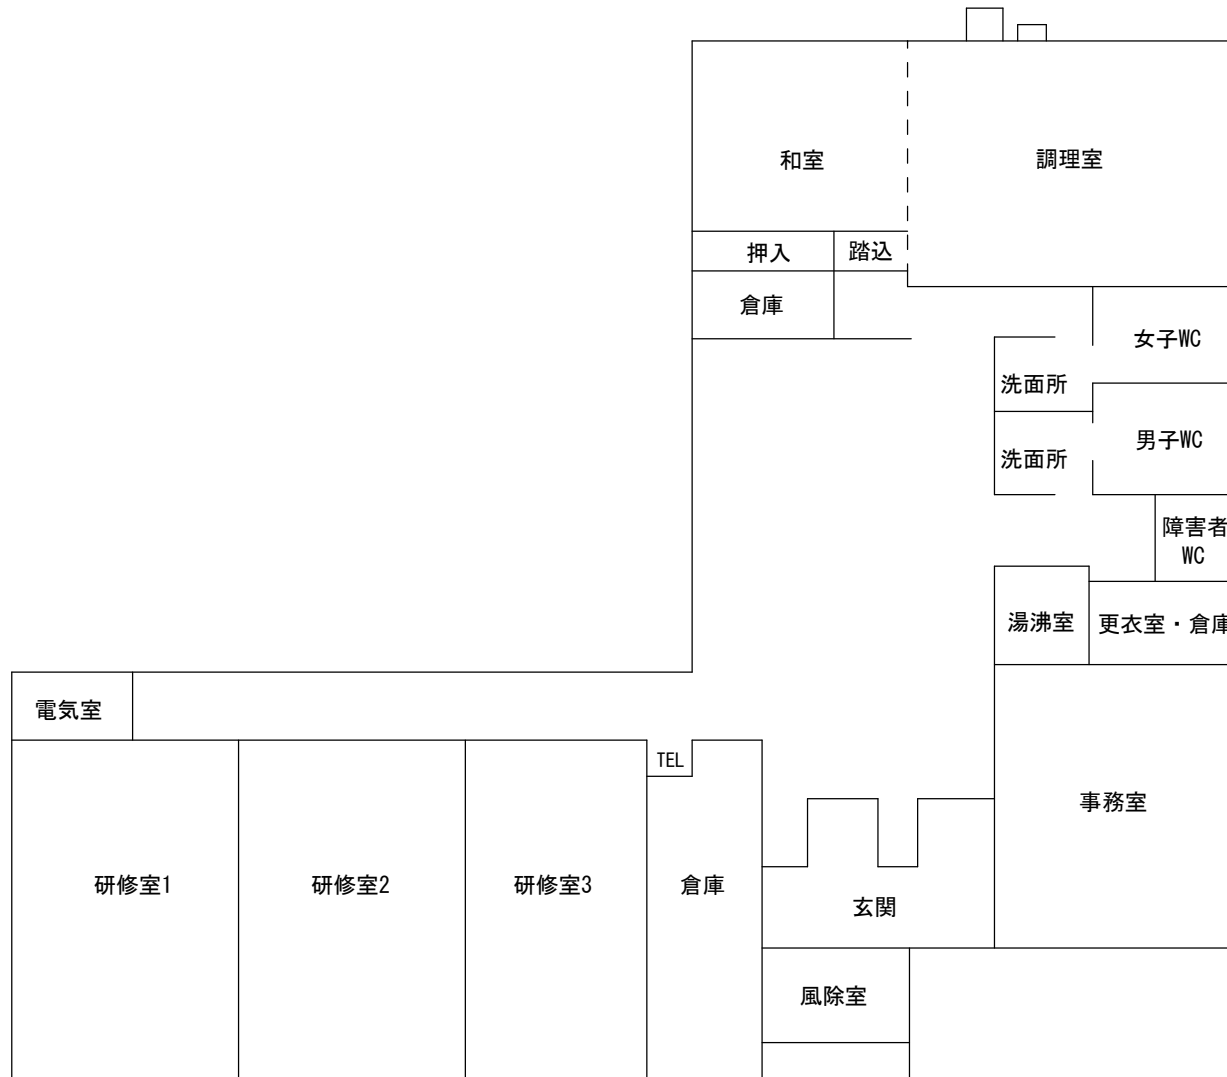 和室
調理室
押入
踏込
倉庫
女子WC
洗面所
男子WC
洗面所
障害者
WC
湯沸室
更衣室・倉庫
電気室
TEL
事務室
研修室1
研修室2
研修室3
倉庫
玄関
風除室